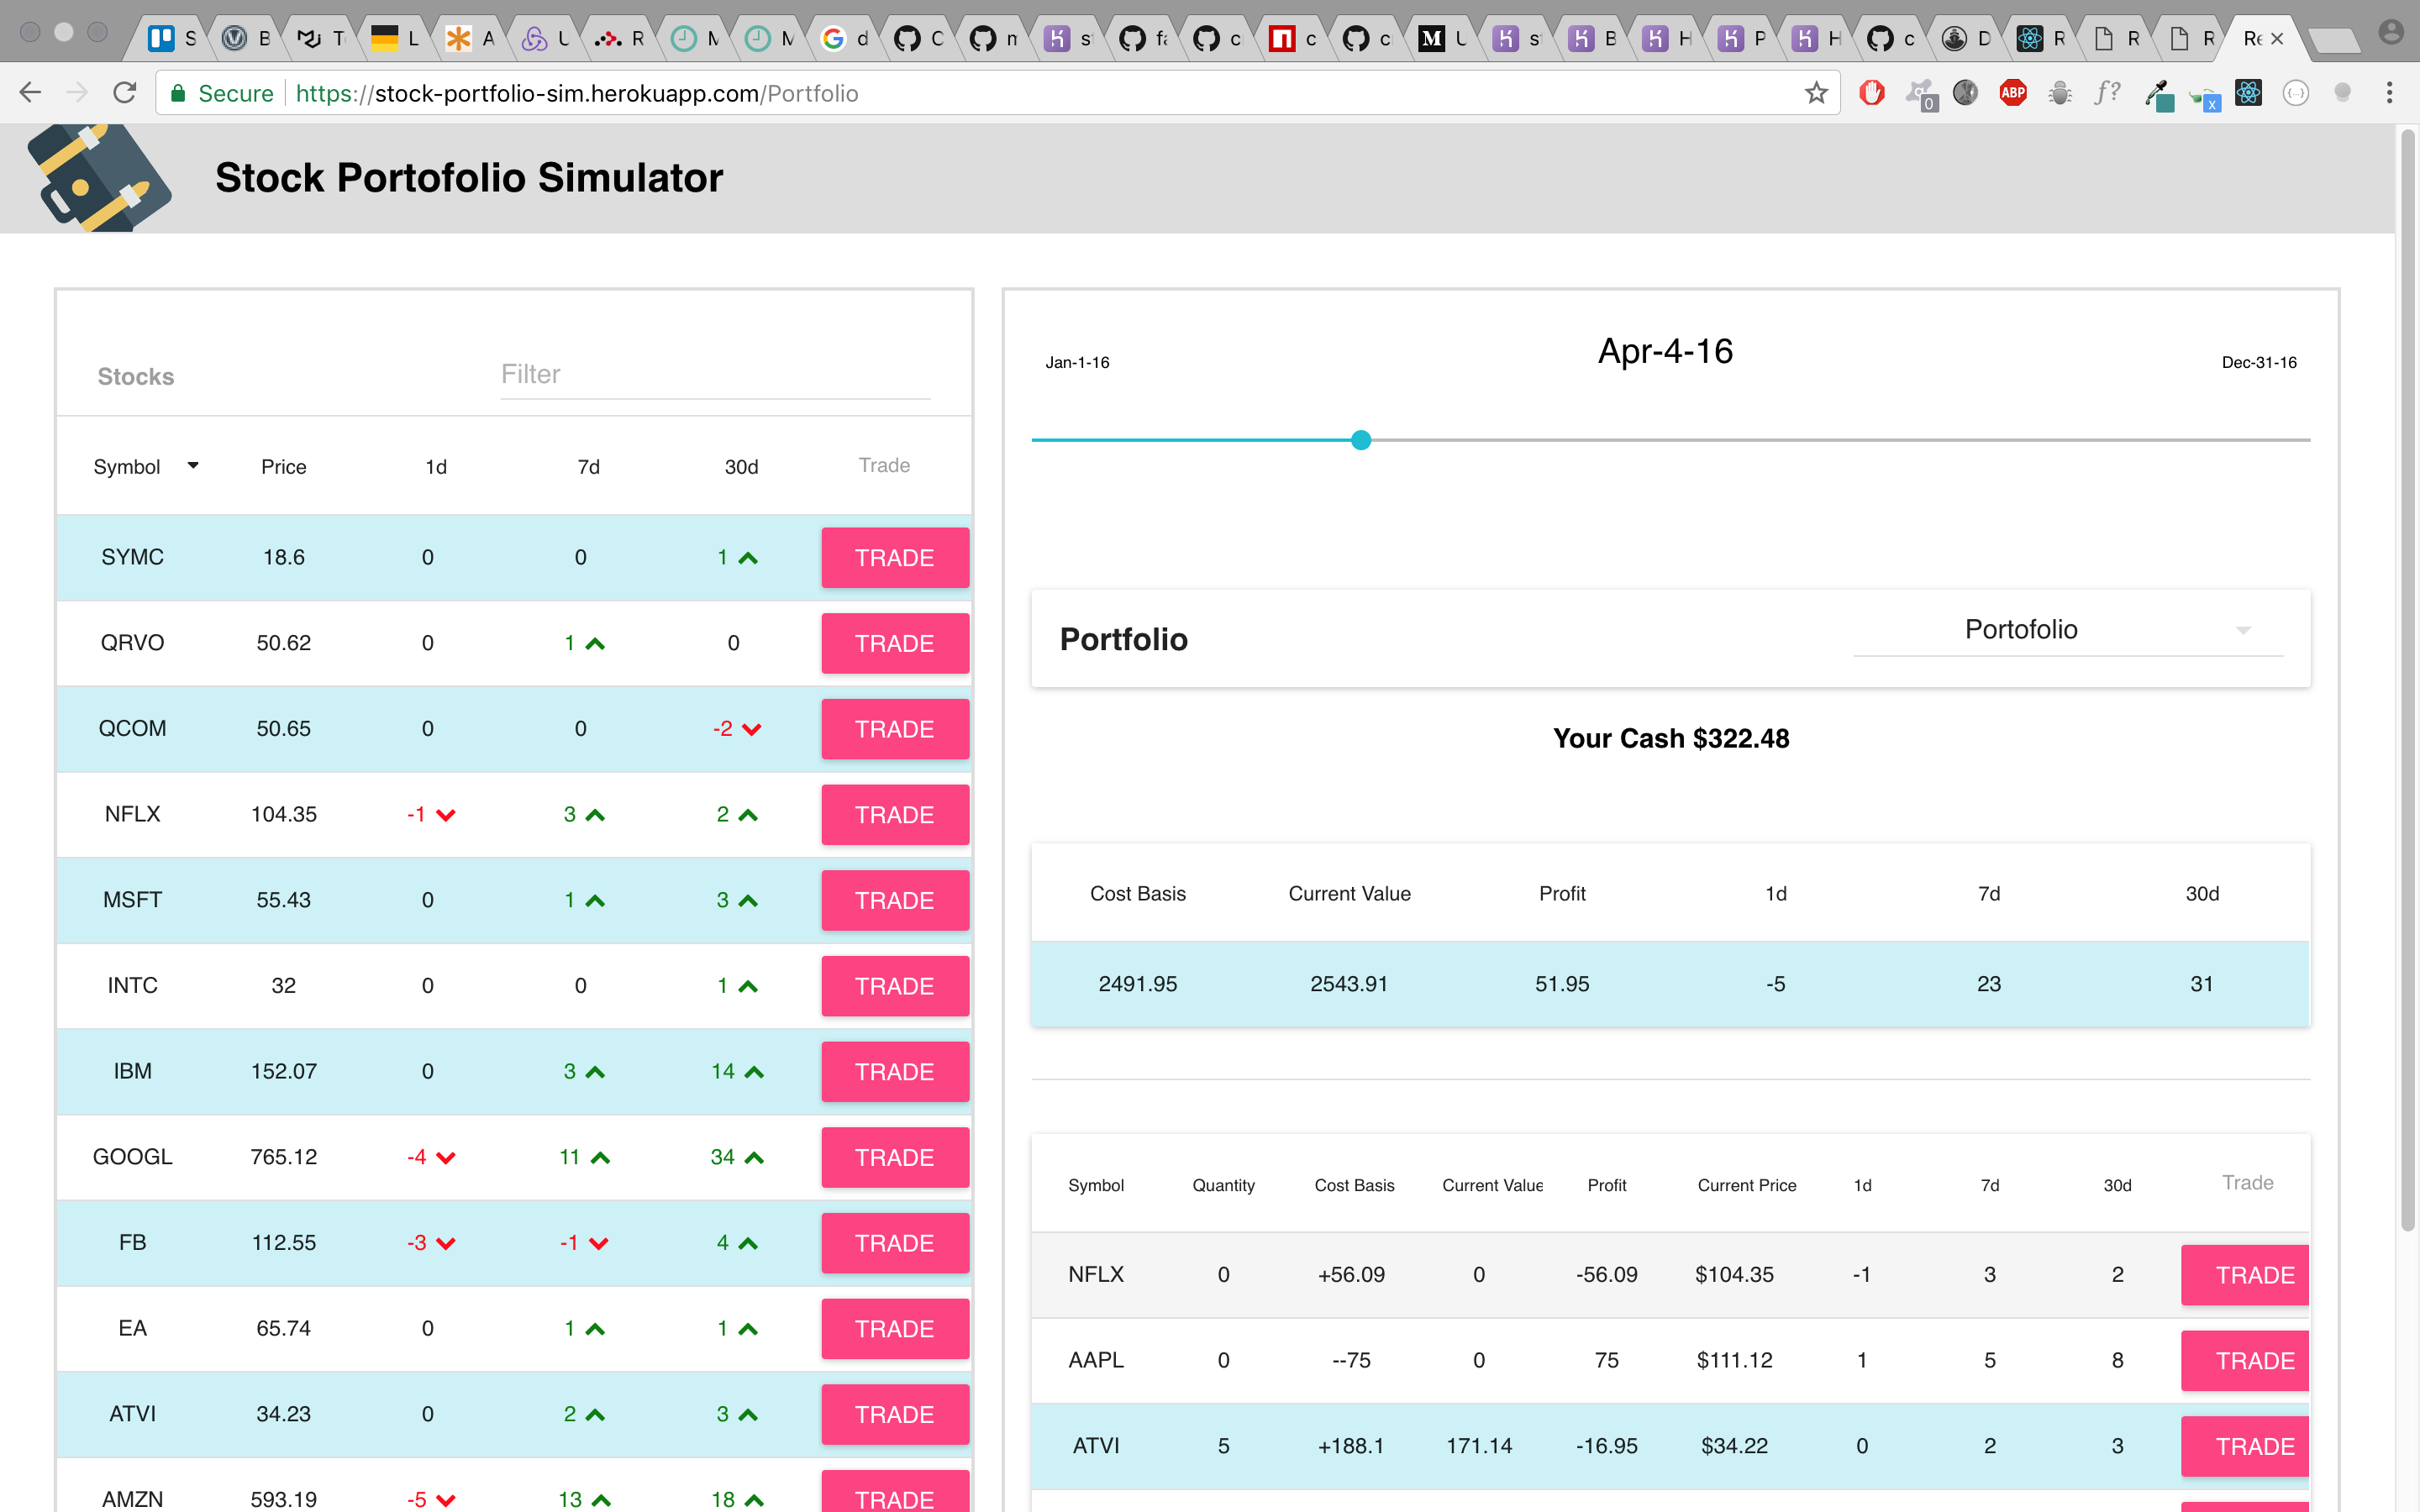 S B T L A U R M M d C m s f c c U s B H P H c D R R R Re
Secure https://stock-portfolio-sim.herokuapp.com/Portfolio
0 ABP f? x
Stock Portofolio Simulator
Stocks Filter
Symbol Price 1d 7d 30d Trade
SYMC 18.6 0 0 1 TRADE
QRVO 50.62 0 1 0 TRADE
QCOM 50.65 0 0 -2 TRADE
NFLX 104.35 -1 3 2 TRADE
MSFT 55.43 0 1 3 TRADE
INTC 32 0 0 1 TRADE
IBM 152.07 0 3 14 TRADE
GOOGL 765.12 -4 11 34 TRADE
FB 112.55 -3 -1 4 TRADE
EA 65.74 0 1 1 TRADE
ATVI 34.23 0 2 3 TRADE
AMZN 593.19 -5 13 18 TRADE
Jan-1-16 Apr-4-16 Dec-31-16
Portfolio Portofolio
Your Cash $322.48
Cost Basis Current Value Profit 1d 7d 30d
2491.95 2543.91 51.95 -5 23 31
Symbol Quantity Cost Basis Current Value Profit Current Price 1d 7d 30d Trade
NFLX 0 +56.09 0 -56.09 $104.35 -1 3 2 TRADE
AAPL 0 --75 0 75 $111.12 1 5 8 TRADE
ATVI 5 +188.1 171.14 -16.95 $34.22 0 2 3 TRADE